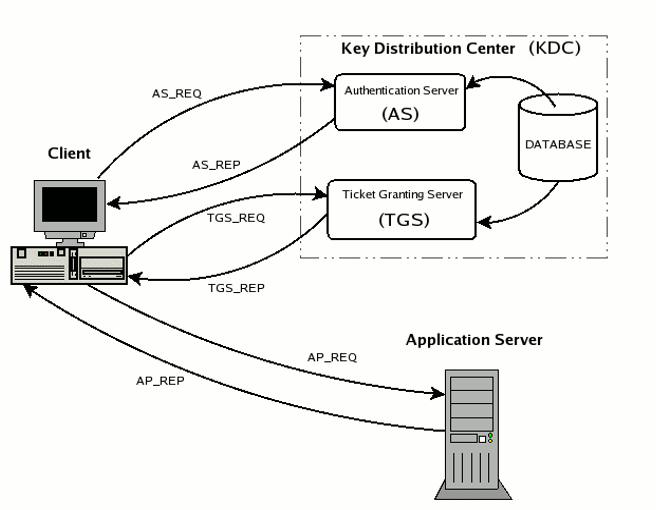 Key Distribution Center (KDC)
AS_REQ
Authentication Server
(AS)
DATABASE
Client
AS_REP
Ticket Granting Server
(TGS)
TGS_REQ
TGS_REP
Application Server
AP_REQ
AP_REP